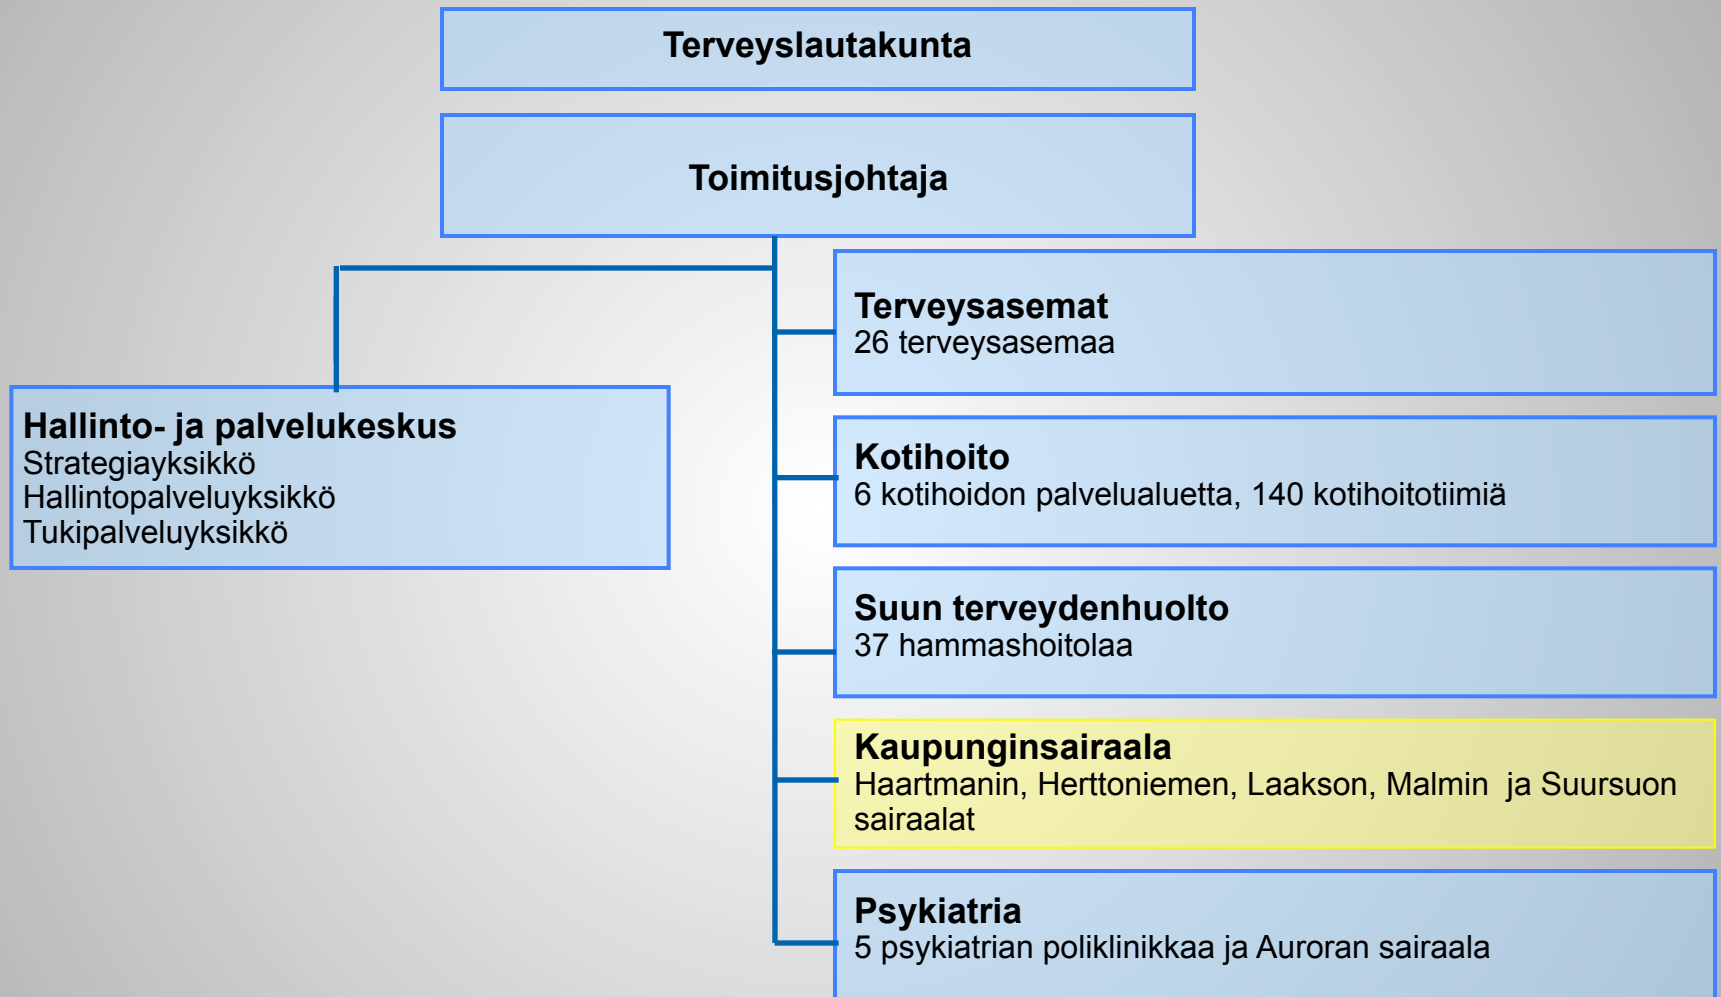 Terveyslautakunta
Toimitusjohtaja
Hallinto- ja palvelukeskus
Strategiayksikkö
Hallintopalveluyksikkö
Tukipalveluyksikkö
Terveysasemat
26 terveysasemaa
Kotihoito
6 kotihoidon palvelualuetta, 140 kotihoitotiimiä
Suun terveydenhuolto
37 hammashoitolaa
Kaupunginsairaala
Haartmanin, Herttoniemen, Laakson, Malmin ja Suursuon
sairaalat
Psykiatria
5 psykiatrian poliklinikkaa ja Auroran sairaala